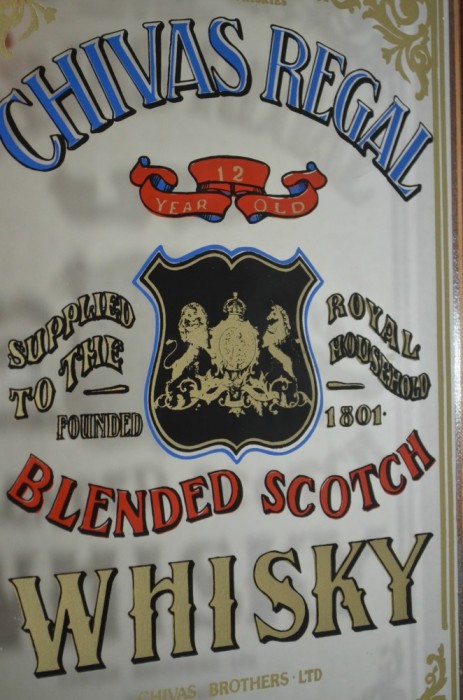 CHIVAS REGAL
12
YEAR OLD
SUPPLIED TO THE
ROYAL HOUSEHOLD
FOUNDED 1801·
BLENDED SCOTCH
WHISKY
CHIVAS BROTHERS·LTD